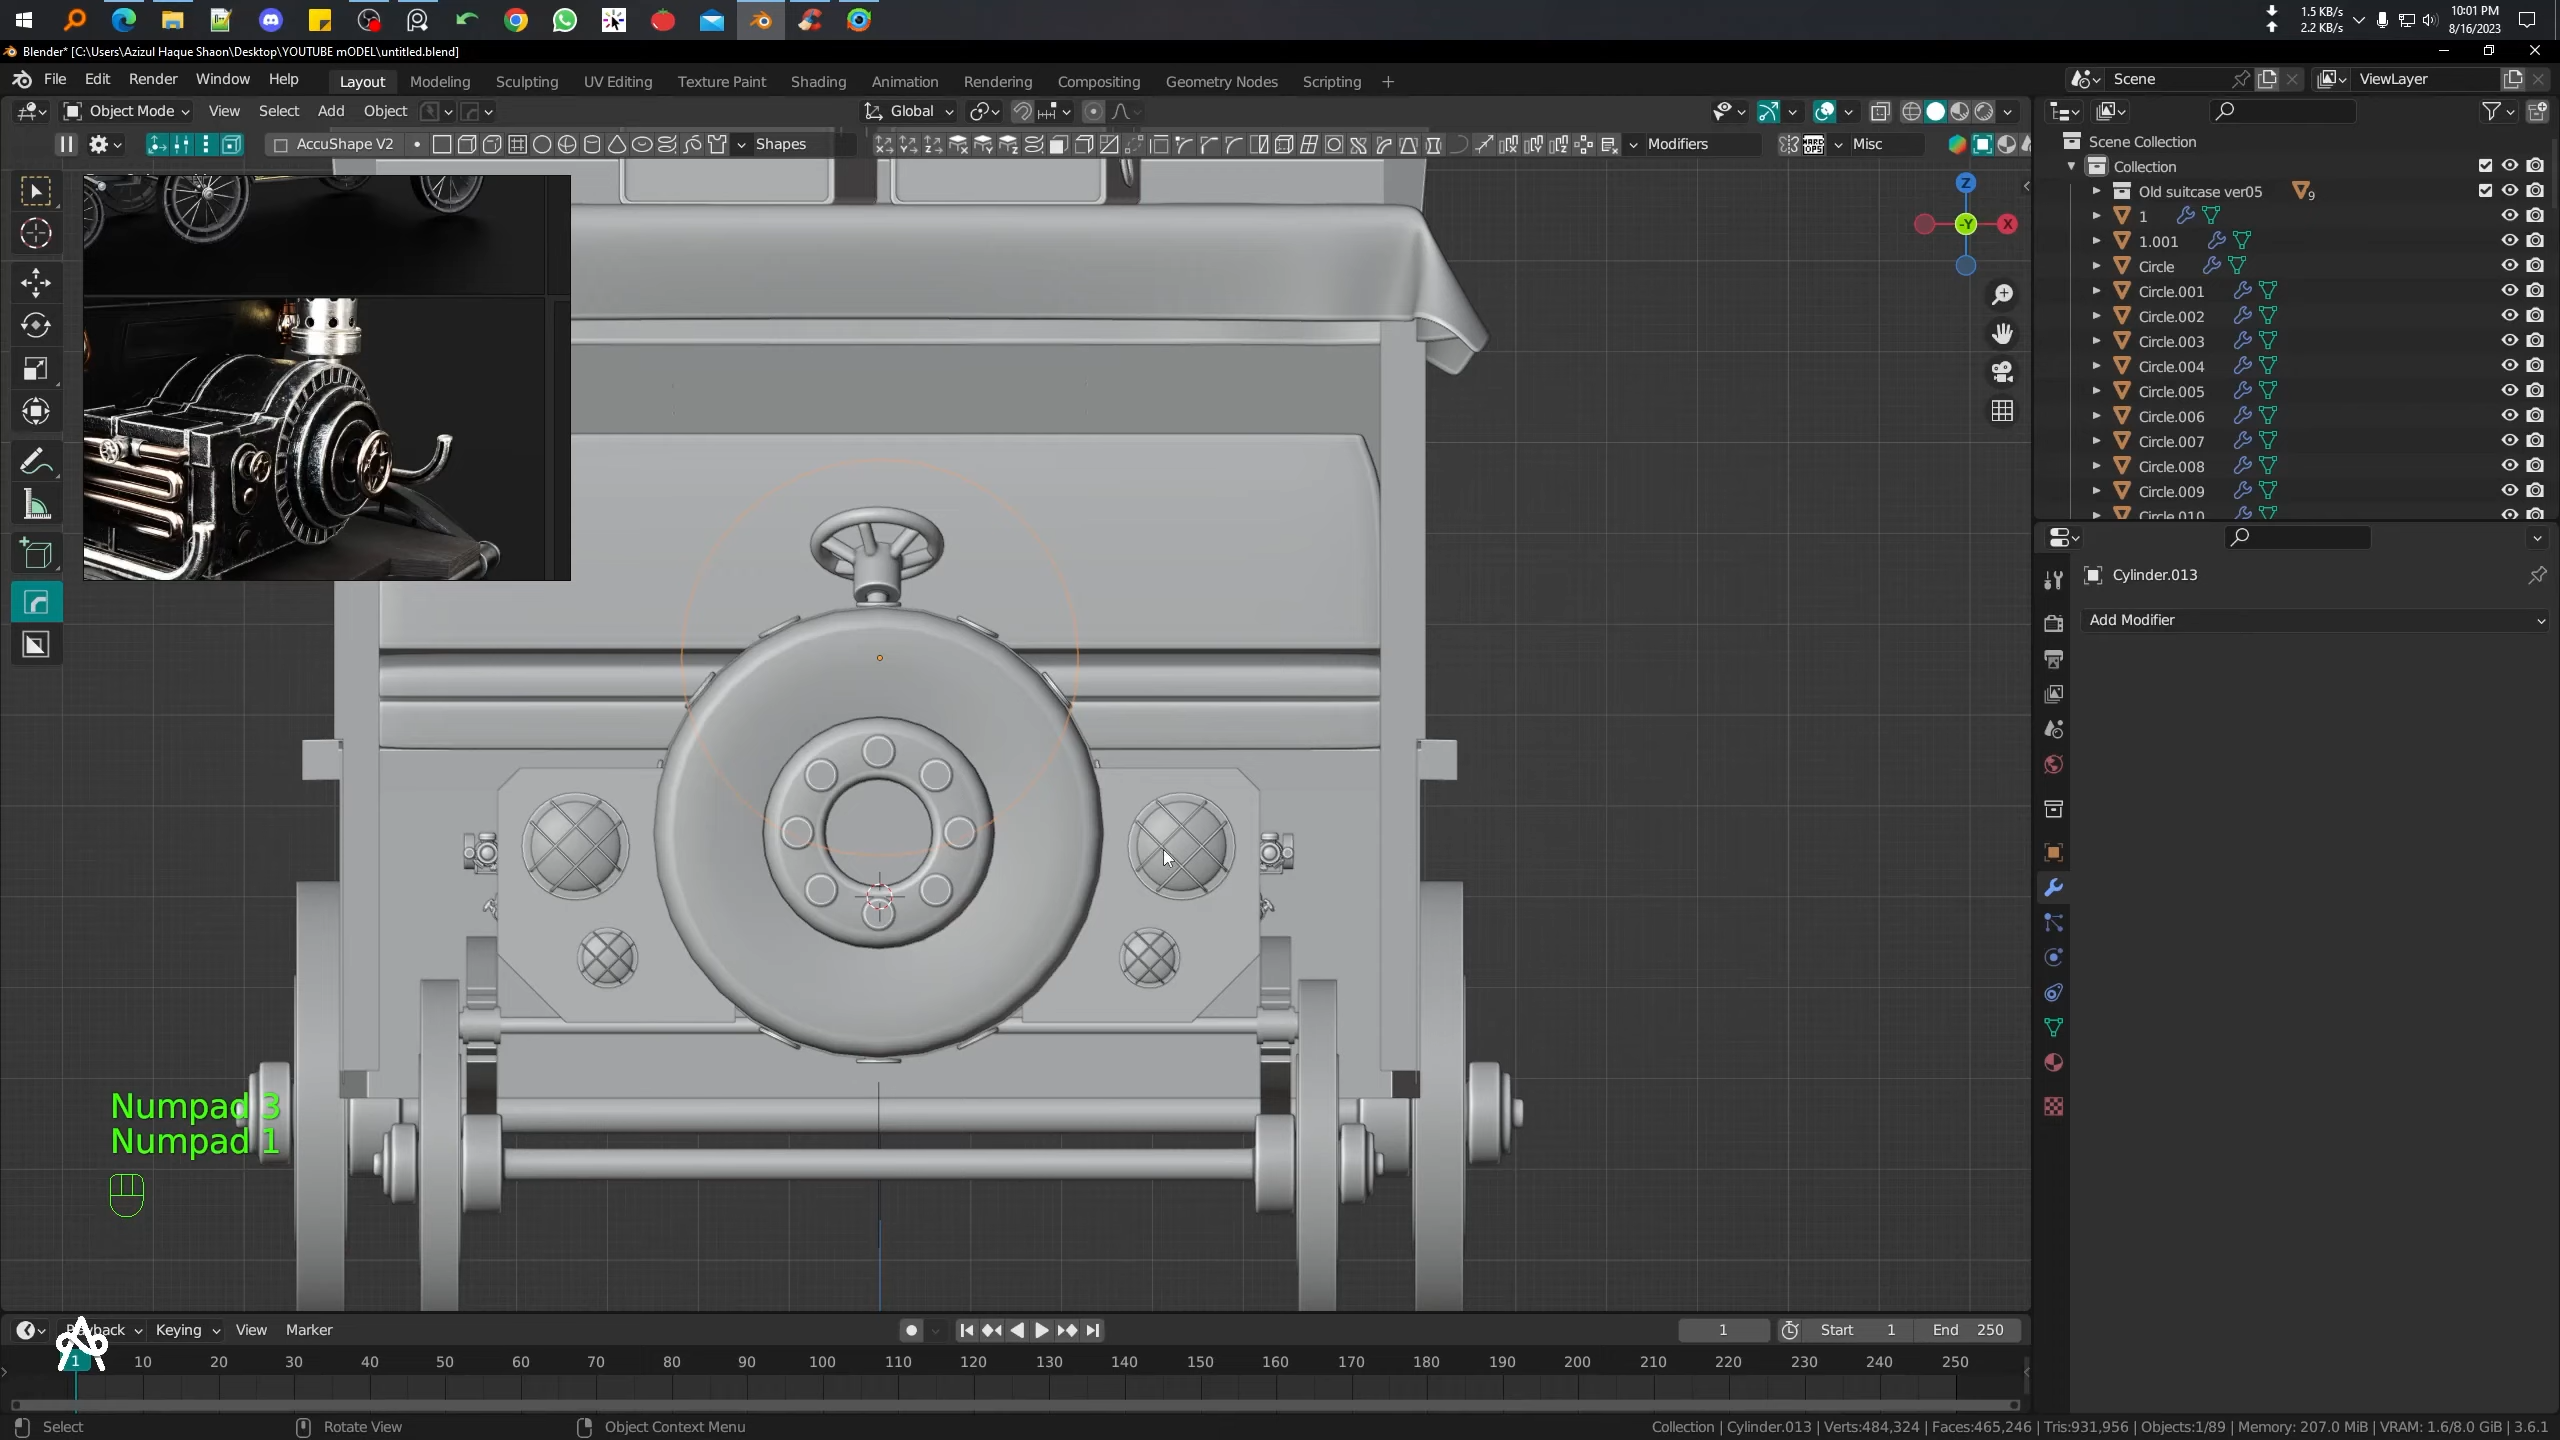 1.5 KB/s
2.2 KB/s
10:01 PM
8/16/2023
Blender* [C:\Users\Azizul Haque Shaon\Desktop\YOUTUBE mODEL\untitled.blend]
File Edit Render Window Help Layout Modeling Sculpting UV Editing Texture Paint Shading Animation Rendering Compositing Geometry Nodes Scripting + Scene ViewLayer
Object Mode View Select Add Object Global
AccuShape V2 Shapes Modifiers Misc
Scene Collection
Collection
Old suitcase ver05 9
1
1.001
Circle
Circle.001
Circle.002
Circle.003
Circle.004
Circle.005
Circle.006
Circle.007
Circle.008
Circle.009
Circle.010
Z
-Y X
Cylinder.013
Add Modifier
Numpad 3
Numpad 1
Keying View Marker 1 Start 1 End 250
1 10 20 30 40 50 60 70 80 90 100 110 120 130 140 150 160 170 180 190 200 210 220 230 240 250
Select Rotate View Object Context Menu Collection | Cylinder.013 | Verts:484,324 | Faces:465,246 | Tris:931,956 | Objects:1/89 | Memory: 207.0 MiB | VRAM: 1.6/8.0 GiB | 3.6.1